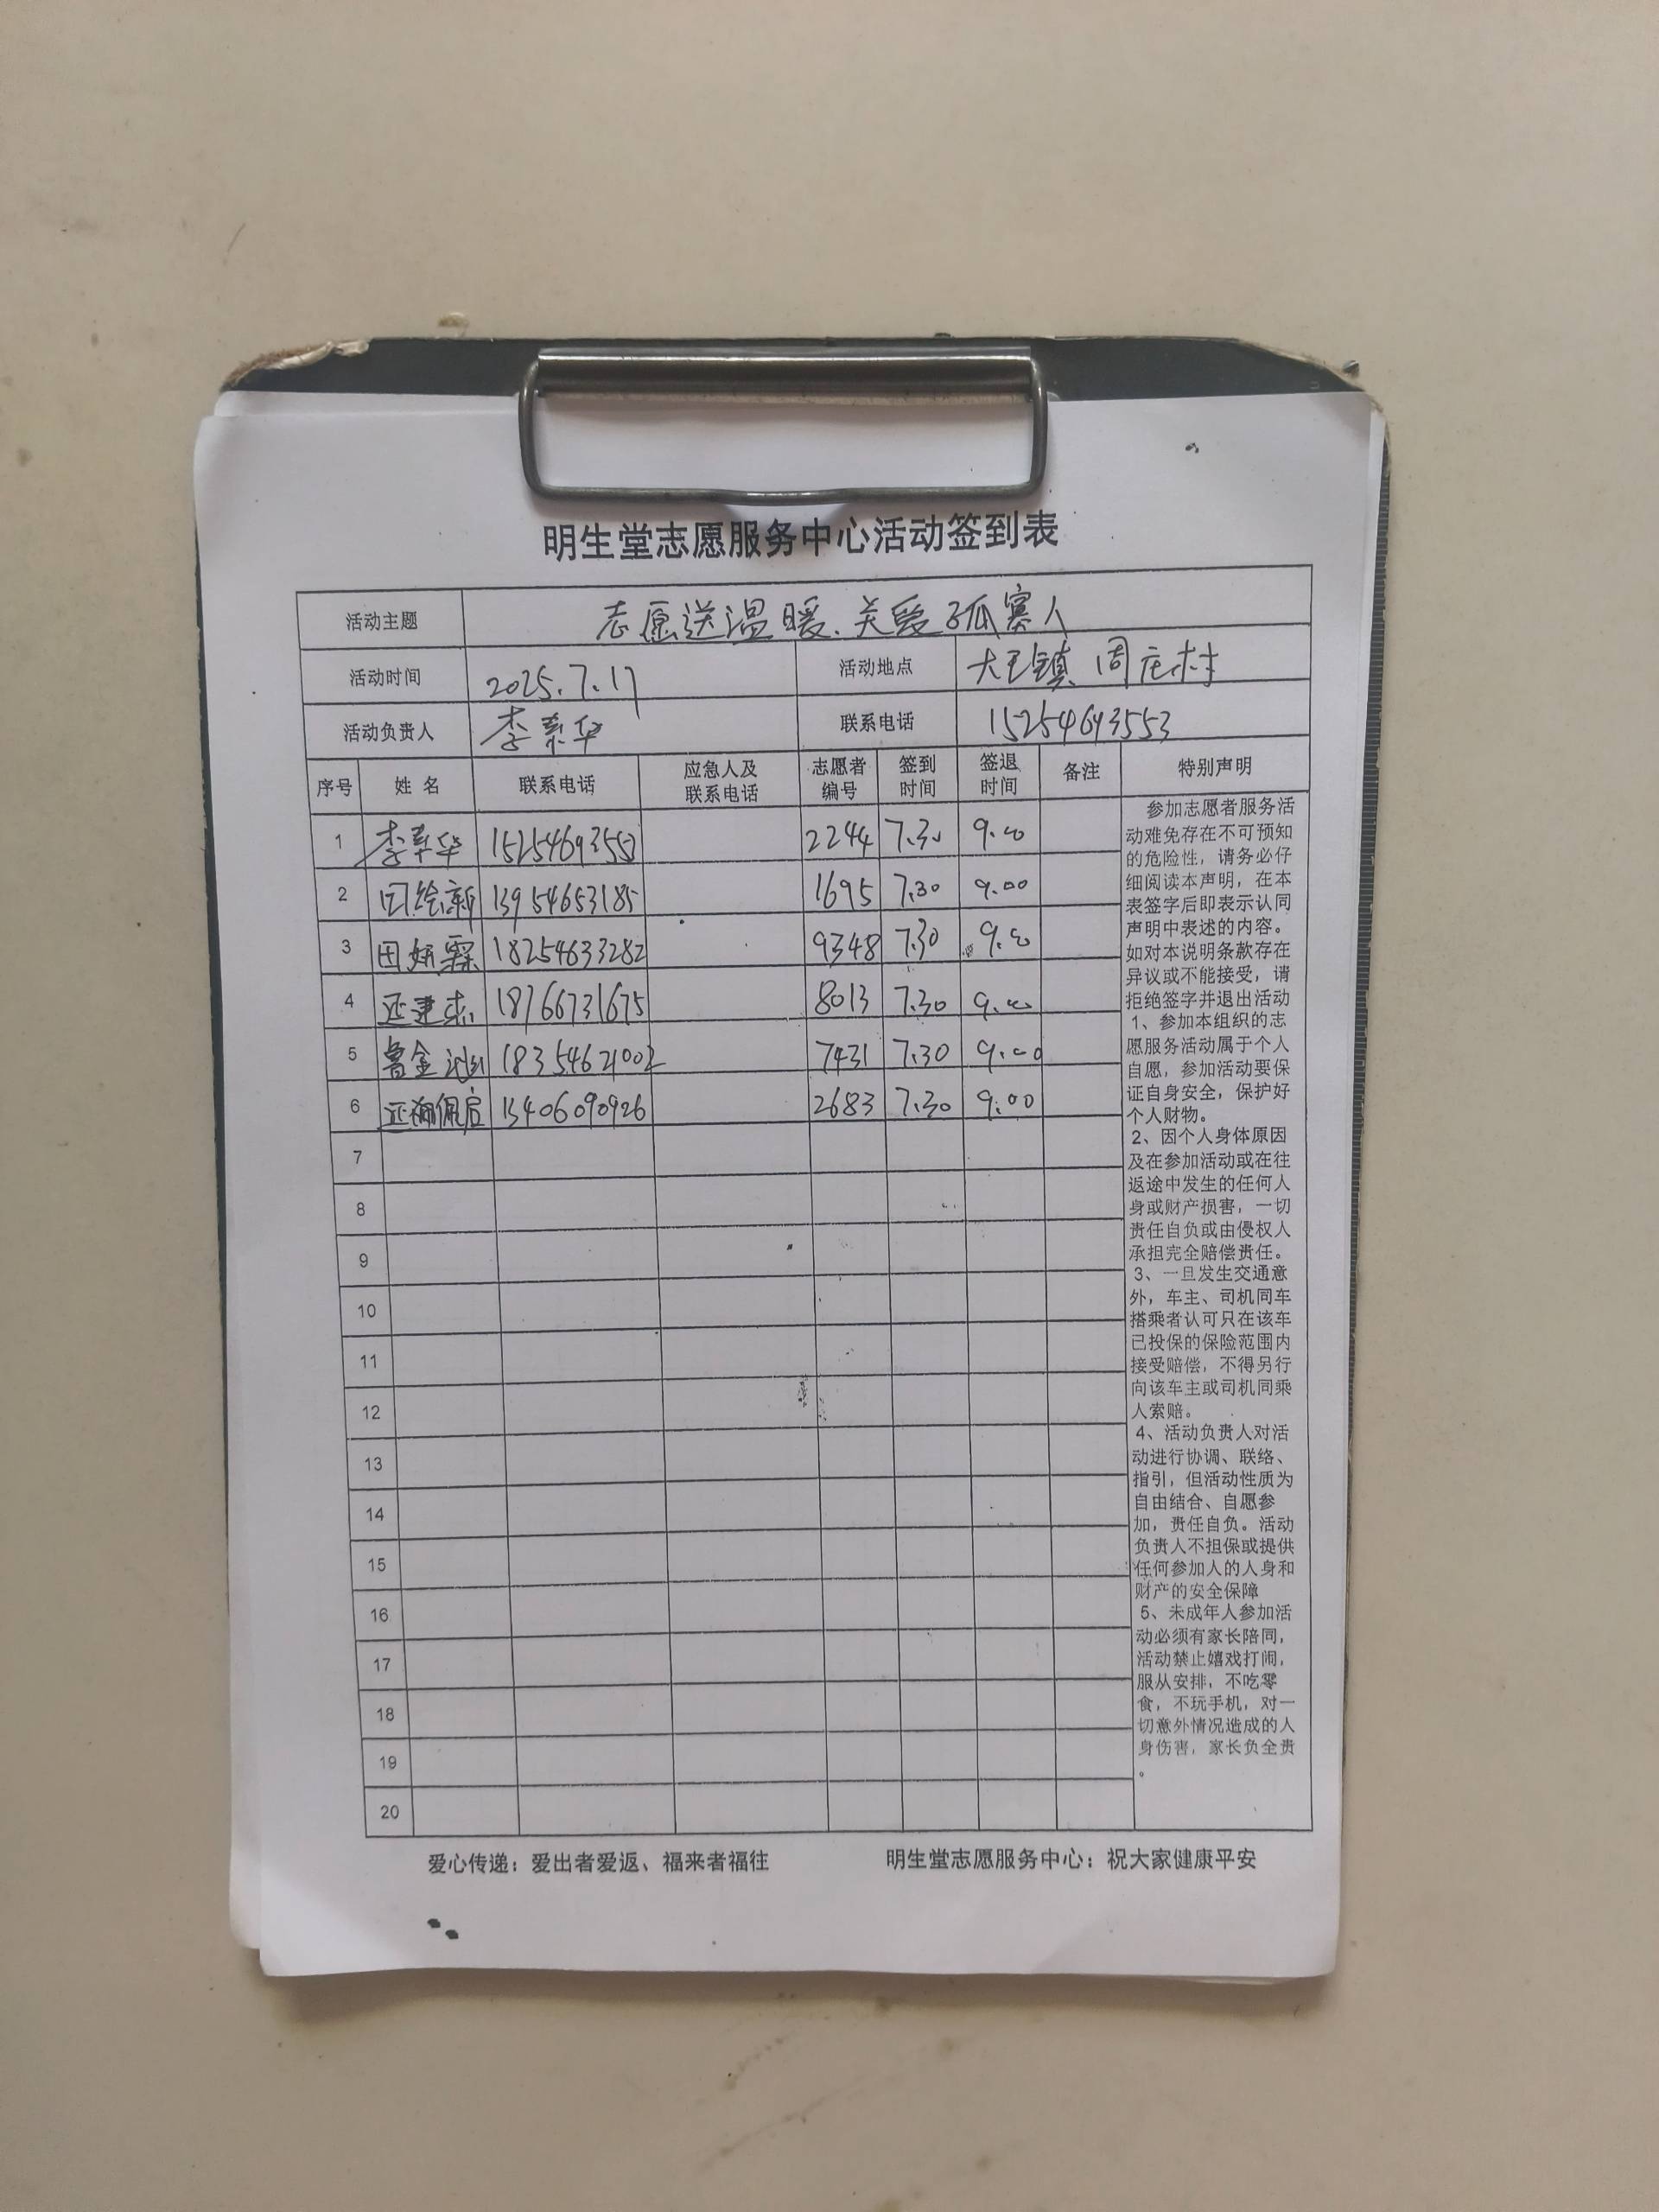 明生堂志愿服务中心活动签到表
活动主题 志愿送温暖.关爱孤寡人
活动时间 2025.7.17 活动地点 大王镇 周庄村
活动负责人 李素华 联系电话 15254693553
序号 姓名 联系电话 应急人及联系电话 志愿者编号 签到时间 签退时间 备注 特别声明
1 李素华 15254693553 2244 7.30 9.00
2 田绘新 13954653185 1695 7.30 9.00
3 田 18254633282 9348 7.30 9.00
4 建杰 18766731675 8013 7.30 9.00
5 鲁金 18354621002 7431 7.30 9.00
6 13406090926 2683 7.30 9.00
7
8
9
10
11
12
13
14
15
16
17
18
19
20
参加志愿者服务活
动难免存在不可预知
的危险性，请务必仔
细阅读本声明，在本
表签字后即表示认同
声明中表述的内容。
如对本说明条款存在
异议或不能接受，请
拒绝签字并退出活动
1、参加本组织的志
愿服务活动属于个人
自愿，参加活动要保
证自身安全，保护好
个人财物。
2、因个人身体原因
及在参加活动或在往
返途中发生的任何人
身或财产损害，一切
责任自负或由侵权人
承担完全赔偿责任。
3、一旦发生交通意
外，车主、司机同车
搭乘者认可只在该车
已投保的保险范围内
接受赔偿，不得另行
向该车主或司机同乘
人索赔。
4、活动负责人对活
动进行协调、联络、
指引，但活动性质为
自由结合、自愿参
加，责任自负。活动
负责人不担保或提供
任何参加人的人身和
财产的安全保障
5、未成年人参加活
动必须有家长陪同，
活动禁止嬉戏打闹，
服从安排，不吃零
食，不玩手机，对一
切意外情况造成的人
身伤害，家长负全责
。
爱心传递：爱出者爱返、福来者福往 明生堂志愿服务中心：祝大家健康平安